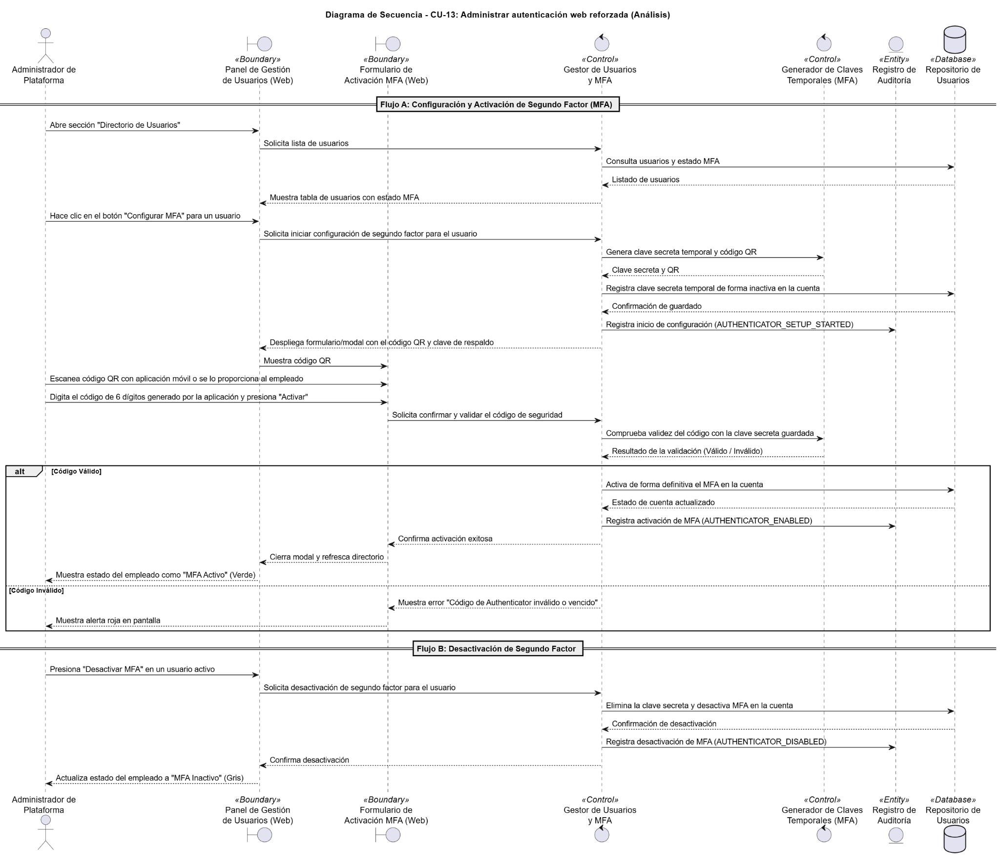 Diagrama de Secuencia - CU-13: Administrar autenticación web reforzada (Análisis)
Administrador de
Plataforma
«Boundary»
Panel de Gestión
de Usuarios (Web)
«Boundary»
Formulario de
Activación MFA (Web)
«Control»
Gestor de Usuarios
y MFA
«Control»
Generador de Claves
Temporales (MFA)
«Entity»
Registro de
Auditoría
«Database»
Repositorio de
Usuarios
Flujo A: Configuración y Activación de Segundo Factor (MFA)
Abre sección "Directorio de Usuarios"
Solicita lista de usuarios
Consulta usuarios y estado MFA
Listado de usuarios
Muestra tabla de usuarios con estado MFA
Hace clic en el botón "Configurar MFA" para un usuario
Solicita iniciar configuración de segundo factor para el usuario
Genera clave secreta temporal y código QR
Clave secreta y QR
Registra clave secreta temporal de forma inactiva en la cuenta
Confirmación de guardado
Registra inicio de configuración (AUTHENTICATOR_SETUP_STARTED)
Despliega formulario/modal con el código QR y clave de respaldo
Muestra código QR
Escanea código QR con aplicación móvil o se lo proporciona al empleado
Digita el código de 6 dígitos generado por la aplicación y presiona "Activar"
Solicita confirmar y validar el código de seguridad
Comprueba validez del código con la clave secreta guardada
Resultado de la validación (Válido / Inválido)
alt
[Código Válido]
Activa de forma definitiva el MFA en la cuenta
Estado de cuenta actualizado
Registra activación de MFA (AUTHENTICATOR_ENABLED)
Confirma activación exitosa
Cierra modal y refresca directorio
Muestra estado del empleado como "MFA Activo" (Verde)
[Código Inválido]
Muestra error "Código de Authenticator inválido o vencido"
Muestra alerta roja en pantalla
Flujo B: Desactivación de Segundo Factor
Presiona "Desactivar MFA" en un usuario activo
Solicita desactivación de segundo factor para el usuario
Elimina la clave secreta y desactiva MFA en la cuenta
Confirmación de desactivación
Registra desactivación de MFA (AUTHENTICATOR_DISABLED)
Confirma desactivación
Actualiza estado del empleado a "MFA Inactivo" (Gris)
Administrador de
Plataforma
«Boundary»
Panel de Gestión
de Usuarios (Web)
«Boundary»
Formulario de
Activación MFA (Web)
«Control»
Gestor de Usuarios
y MFA
«Control»
Generador de Claves
Temporales (MFA)
«Entity»
Registro de
Auditoría
«Database»
Repositorio de
Usuarios